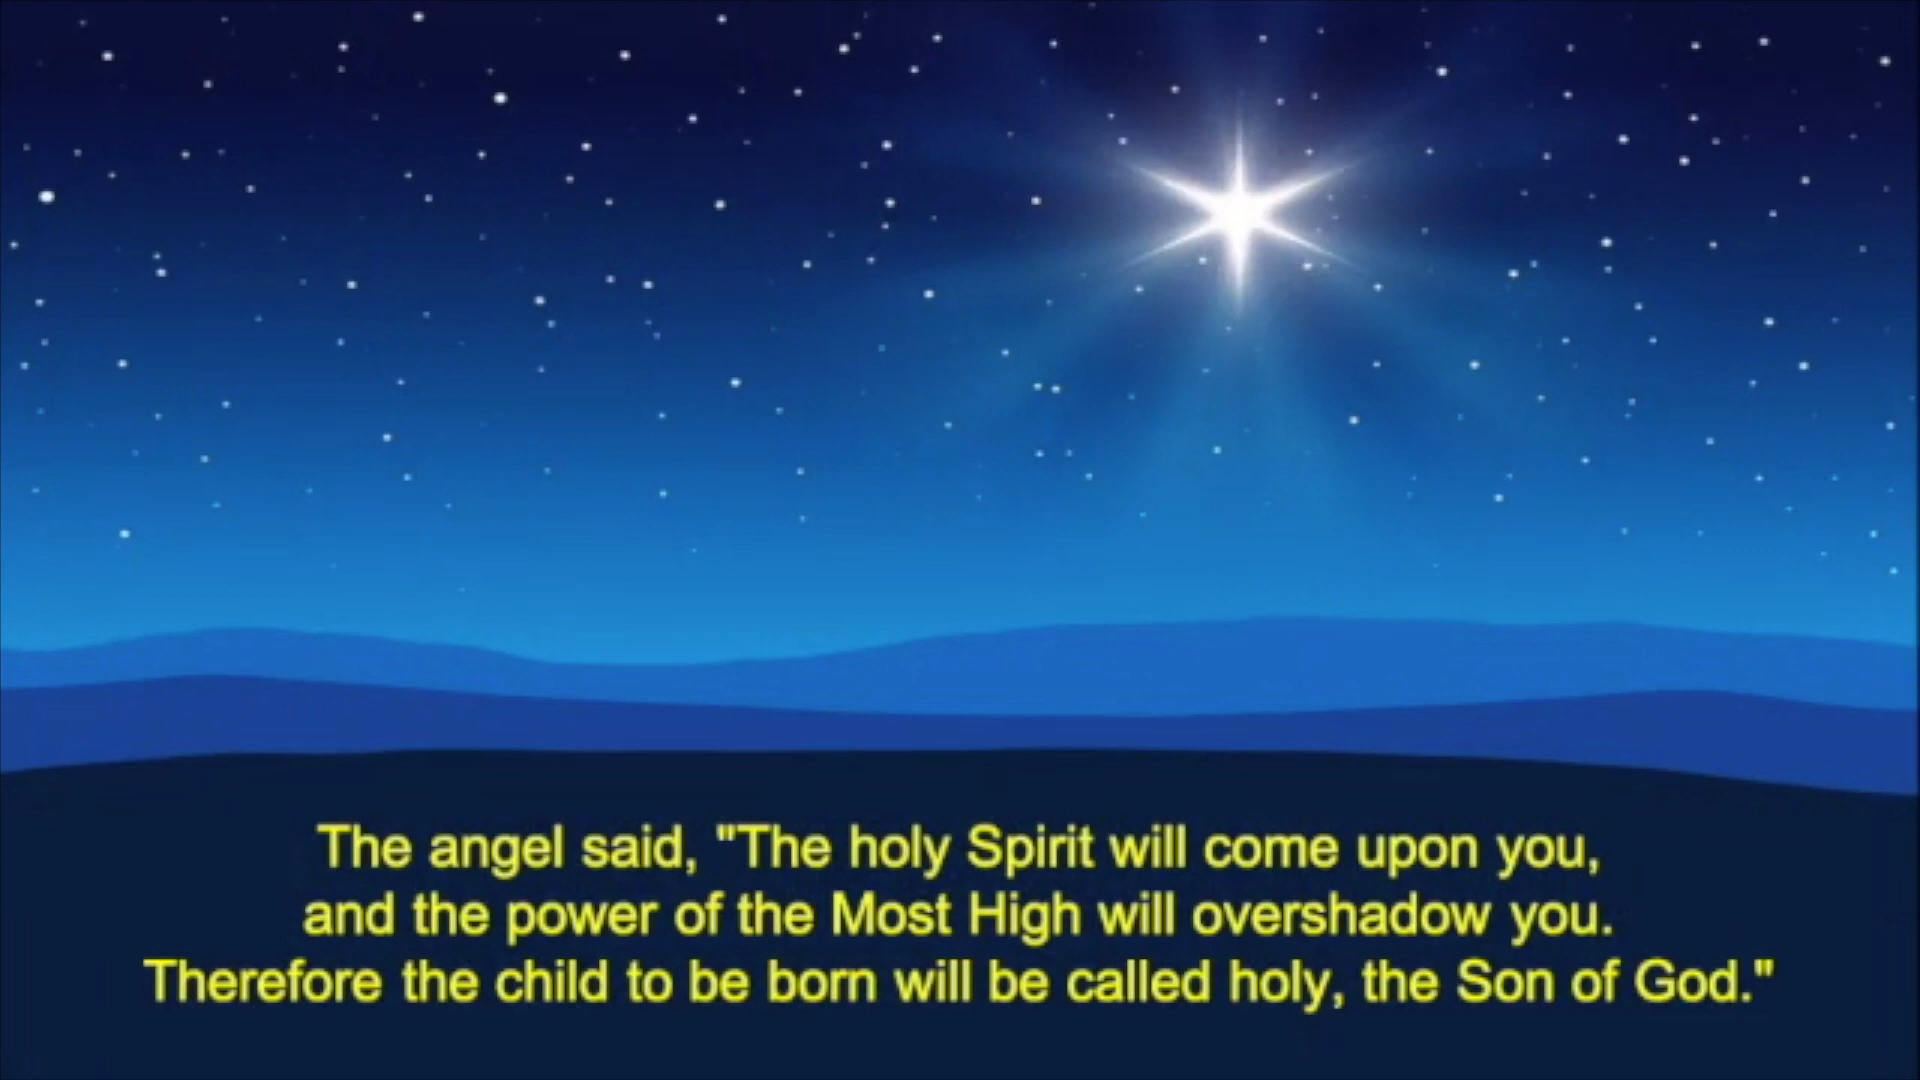 The angel said, "The holy Spirit will come upon you,
and the power of the Most High will overshadow you.
Therefore the child to be born will be called holy, the Son of God."